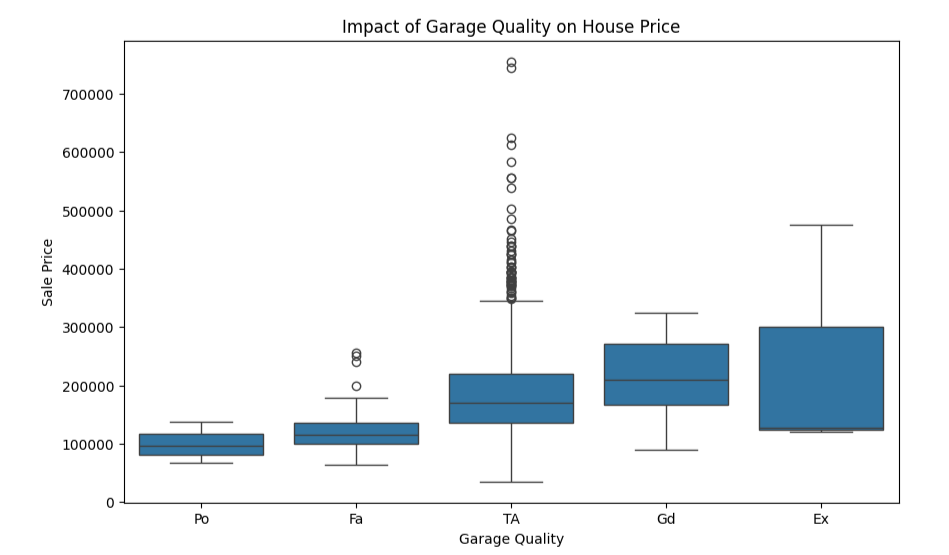 Impact of Garage Quality on House Price
700000
600000
500000
400000
300000
200000
100000
0
Sale Price
Po Fa TA Gd Ex
Garage Quality